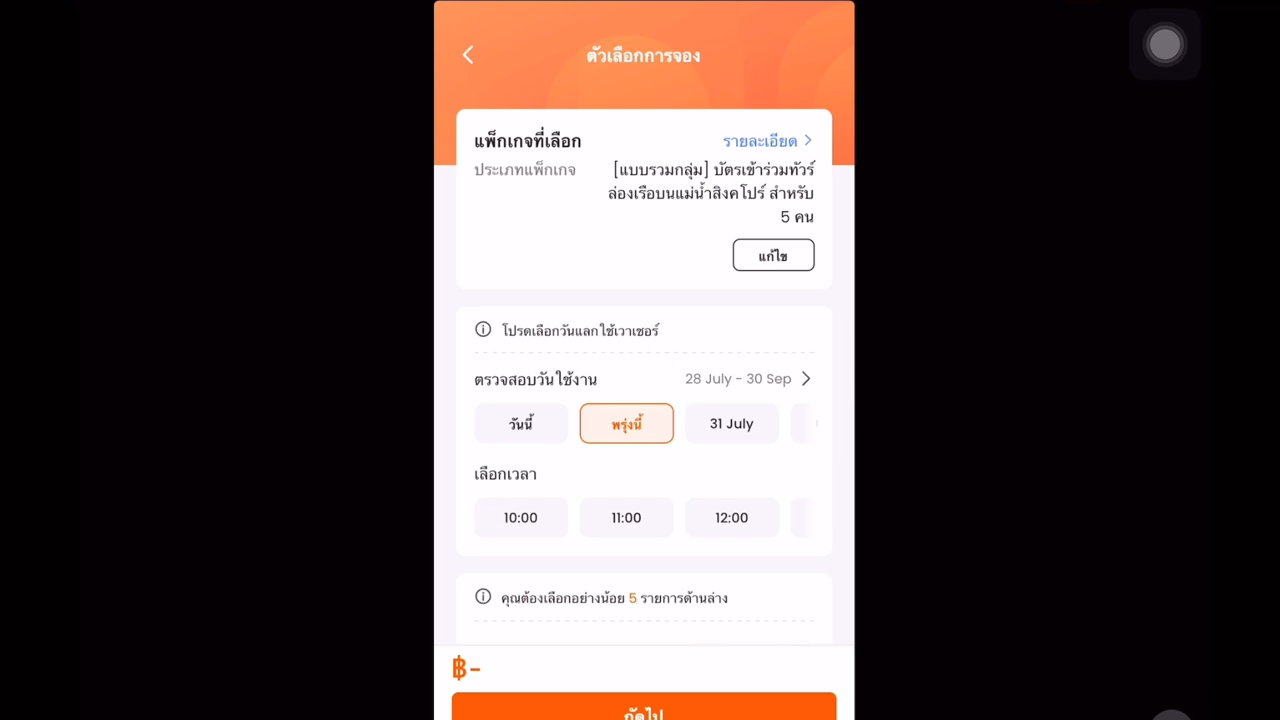 ตัวเลือกการจอง
แพ็กเกจที่เลือก
รายละเอียด
ประเภทแพ็กเกจ
[แบบรวมกลุ่ม] บัตรเข้าร่วมทัวร์
ล่องเรือบนแม่น้ำสิงคโปร์ สำหรับ
5 คน
แก้ไข
โปรดเลือกวันแลกใช้เวาเชอร์
ตรวจสอบวันใช้งาน
28 July - 30 Sep
วันนี้
พรุ่งนี้
31 July
เลือกเวลา
10:00
11:00
12:00
คุณต้องเลือกอย่างน้อย 5 รายการด้านล่าง
฿-
ถัดไป